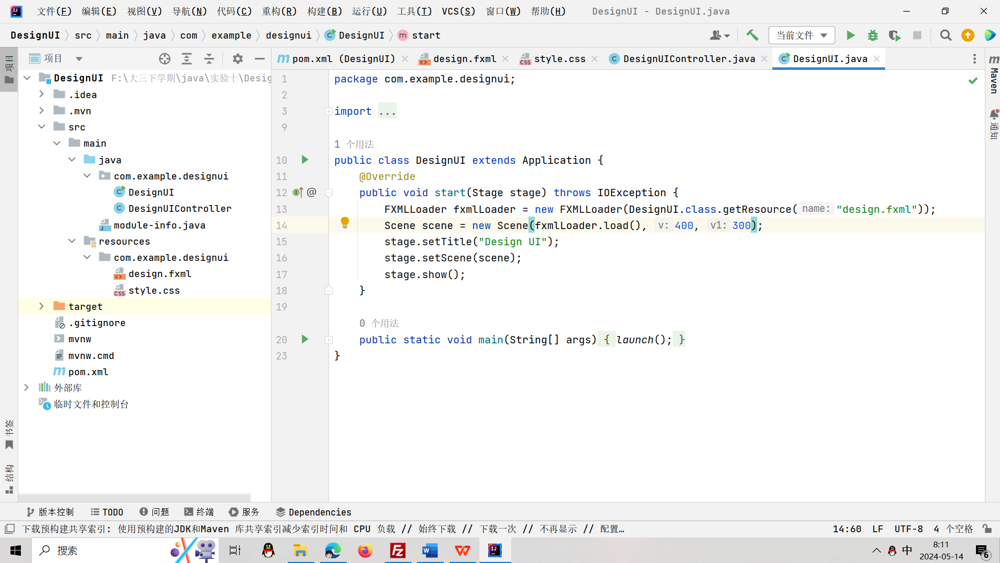 文件(F) 编辑(E) 视图(V) 导航(N) 代码(C) 重构(R) 构建(B) 运行(U) 工具(T) VCS(S) 窗口(W) 帮助(H) DesignUI - DesignUI.java
DesignUI src main java com example designui DesignUI start 当前文件
项目
pom.xml (DesignUI) design.fxml style.css DesignUIController.java DesignUI.java
项目
DesignUI F:\大三下学期\java\实验十\Desig
.idea
.mvn
src
main
java
com.example.designui
DesignUI
DesignUIController
module-info.java
resources
com.example.designui
design.fxml
style.css
target
.gitignore
mvnw
mvnw.cmd
pom.xml
外部库
临时文件和控制台
书签
结构
1 package com.example.designui;
2
3 import ...
9
1 个用法
10 public class DesignUI extends Application {
11 @Override
12 public void start(Stage stage) throws IOException {
13 FXMLLoader fxmlLoader = new FXMLLoader(DesignUI.class.getResource( name: "design.fxml"));
14 Scene scene = new Scene(fxmlLoader.load(), v: 400, v1: 300);
15 stage.setTitle("Design UI");
16 stage.setScene(scene);
17 stage.show();
18 }
19
0 个用法
20 public static void main(String[] args) { launch(); }
23 }
Maven
通知
版本控制 TODO 问题 终端 服务 Dependencies
下载预构建共享索引: 使用预构建的JDK和Maven 库共享索引减少索引时间和 CPU 负载 // 始终下载 // 下载一次 // 不再显示 // 配置… 14:60 LF UTF-8 4 个空格
搜索 中 8:11
2024-05-14 6